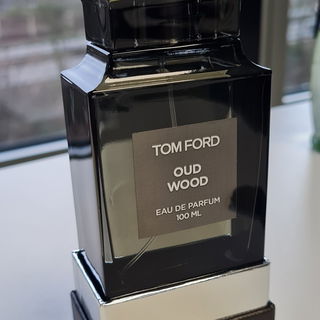 TOM FORD
OUD
WOOD
EAU DE PARFUM
100 ML